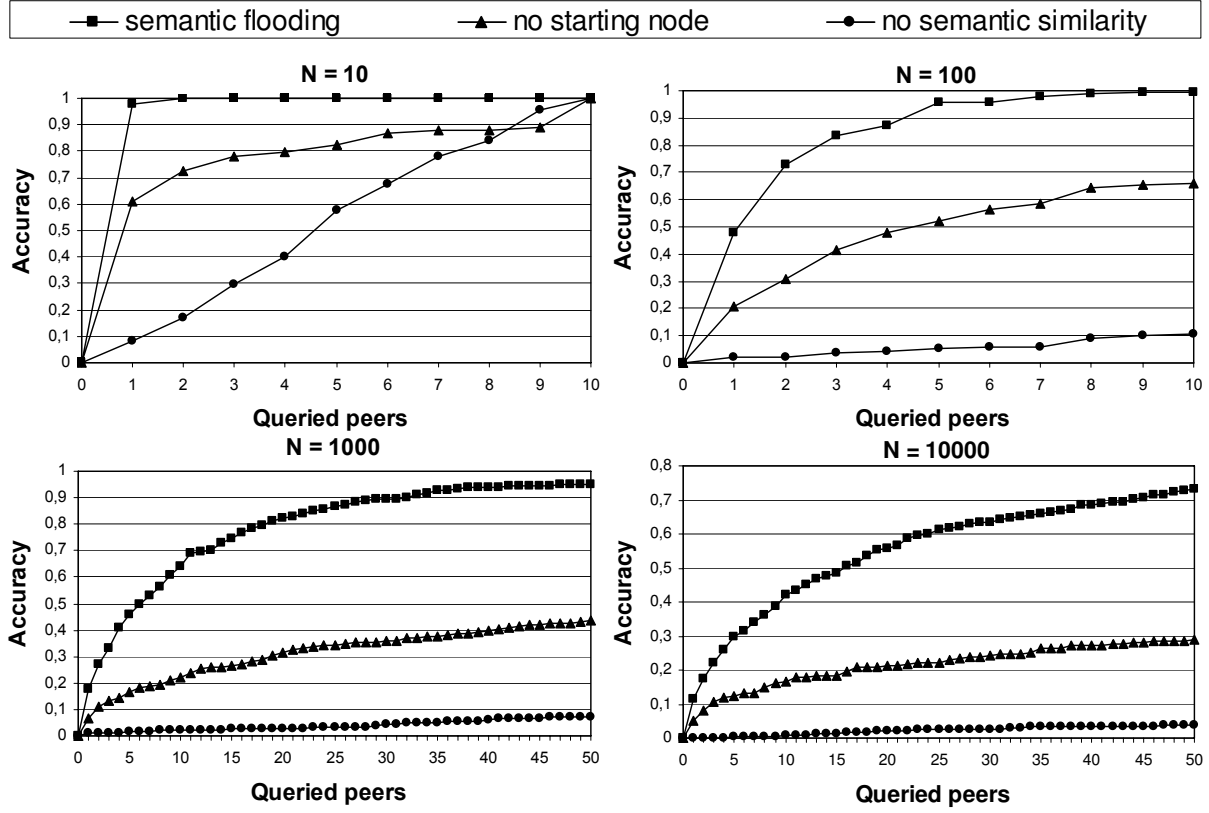 semantic flooding no starting node no semantic similarity
N = 10
1
0,9
0,8
0,7
0,6
0,5
0,4
0,3
0,2
0,1
0
Accuracy
0 1 2 3 4 5 6 7 8 9 10
Queried peers
N = 100
1
0,9
0,8
0,7
0,6
0,5
0,4
0,3
0,2
0,1
0
Accuracy
0 1 2 3 4 5 6 7 8 9 10
Queried peers
N = 1000
1
0,9
0,8
0,7
0,6
0,5
0,4
0,3
0,2
0,1
0
Accuracy
0 5 10 15 20 25 30 35 40 45 50
Queried peers
N = 10000
0,8
0,7
0,6
0,5
0,4
0,3
0,2
0,1
0
Accuracy
0 5 10 15 20 25 30 35 40 45 50
Queried peers